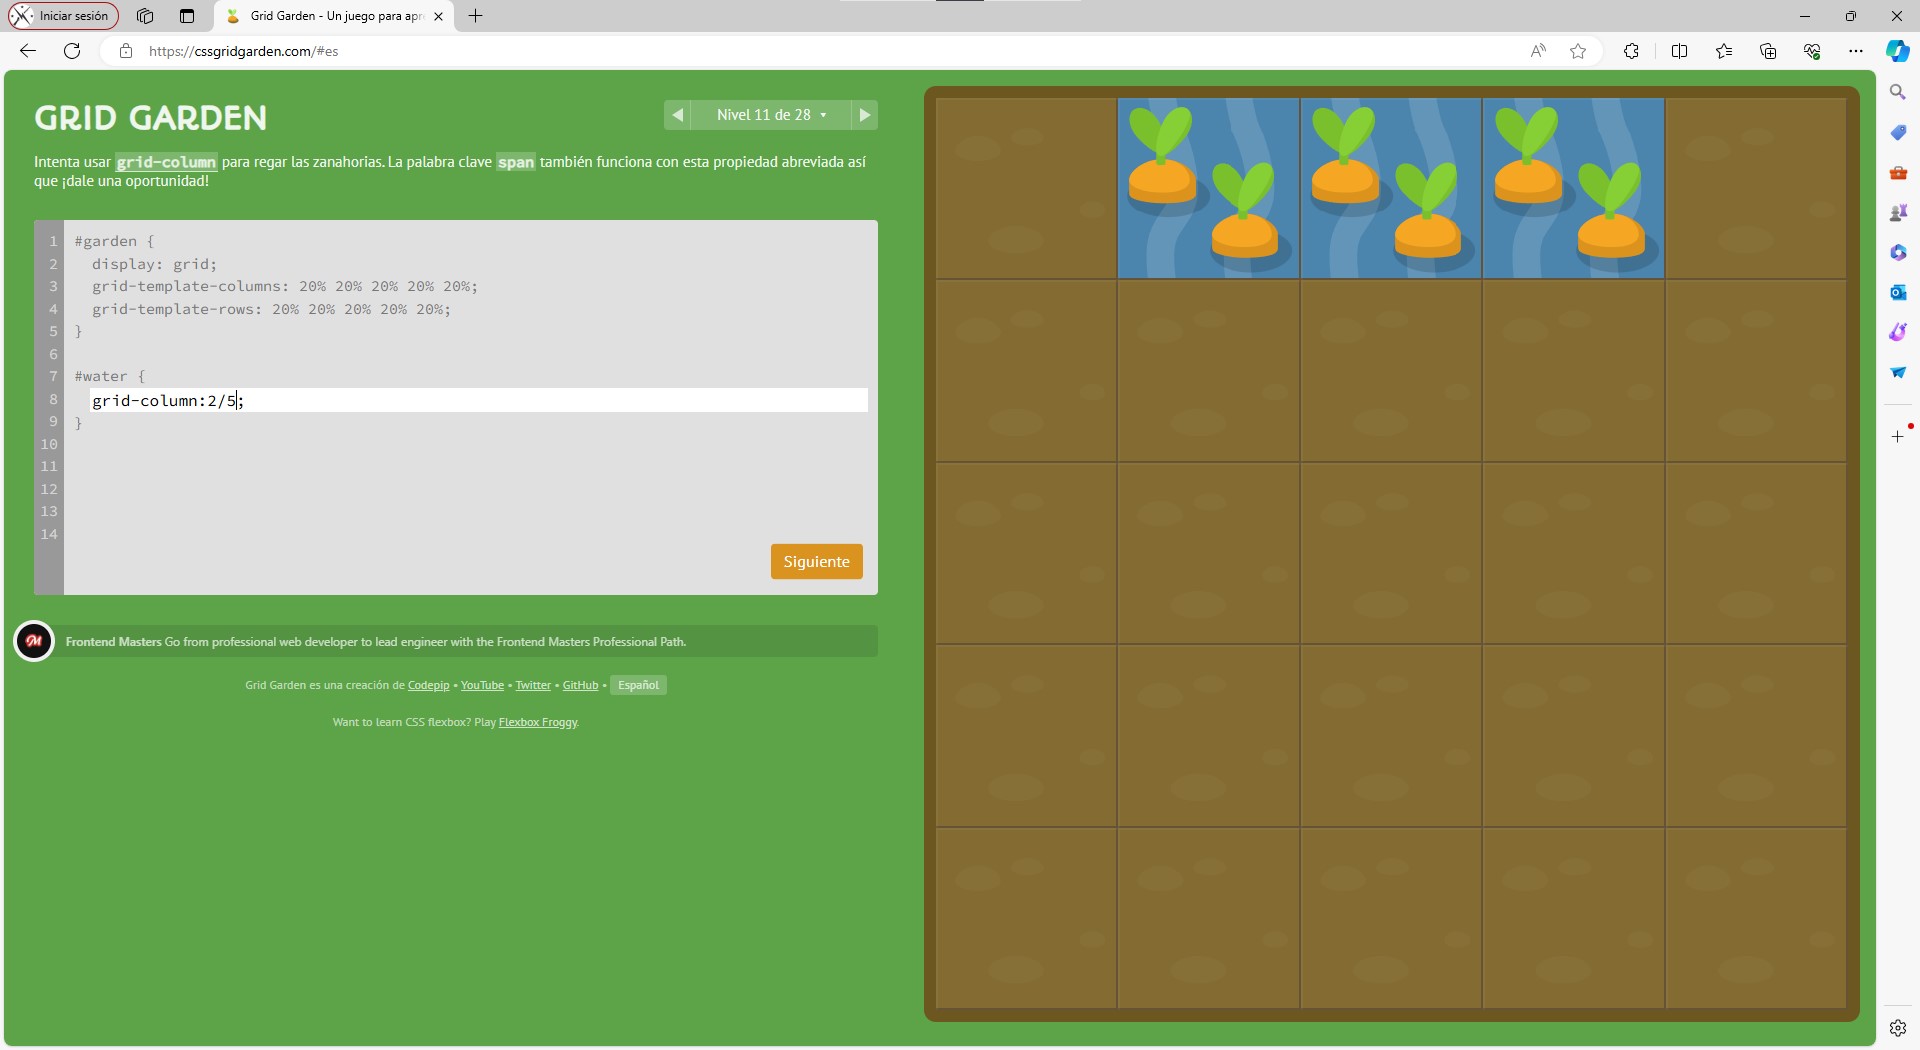 Iniciar sesión
Grid Garden - Un juego para apr
https://cssgridgarden.com/#es
GRID GARDEN
Nivel 11 de 28
Intenta usar grid-column para regar las zanahorias. La palabra clave span también funciona con esta propiedad abreviada así
que ¡dale una oportunidad!
1 #garden {
2 display: grid;
3 grid-template-columns: 20% 20% 20% 20% 20%;
4 grid-template-rows: 20% 20% 20% 20% 20%;
5 }
6
7 #water {
8 grid-column:2/5;
9 }
10
11
12
13
14
Siguiente
Frontend Masters Go from professional web developer to lead engineer with the Frontend Masters Professional Path.
Grid Garden es una creación de Codepip • YouTube • Twitter • GitHub • Español
Want to learn CSS flexbox? Play Flexbox Froggy.